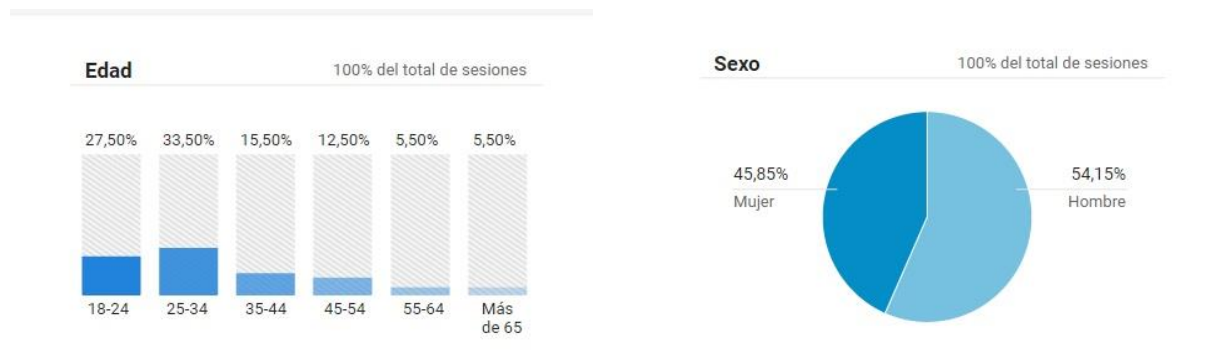 Edad
100% del total de sesiones
27,50% 33,50% 15,50% 12,50% 5,50% 5,50%
18-24 25-34 35-44 45-54 55-64 Más
de 65
Sexo
100% del total de sesiones
45,85%
Mujer
54,15%
Hombre